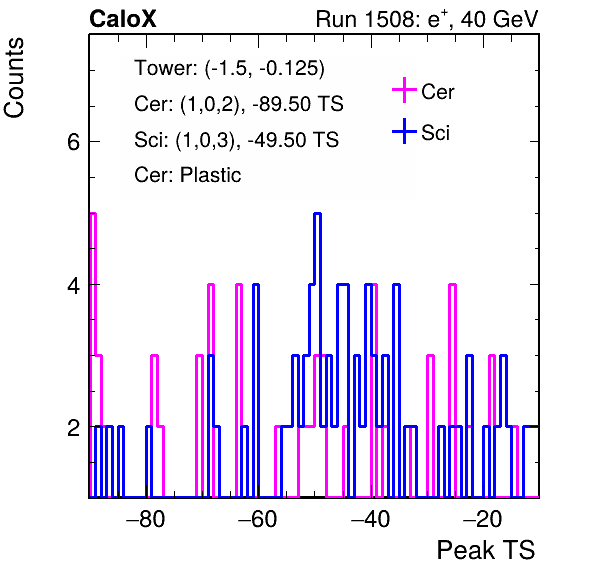 CaloX Run 1508: e+, 40 GeV
Counts
Tower: (-1.5, -0.125)
Cer: (1,0,2), -89.50 TS
Sci: (1,0,3), -49.50 TS
Cer: Plastic
Cer
Sci
6
4
2
−80 −60 −40 −20
Peak TS